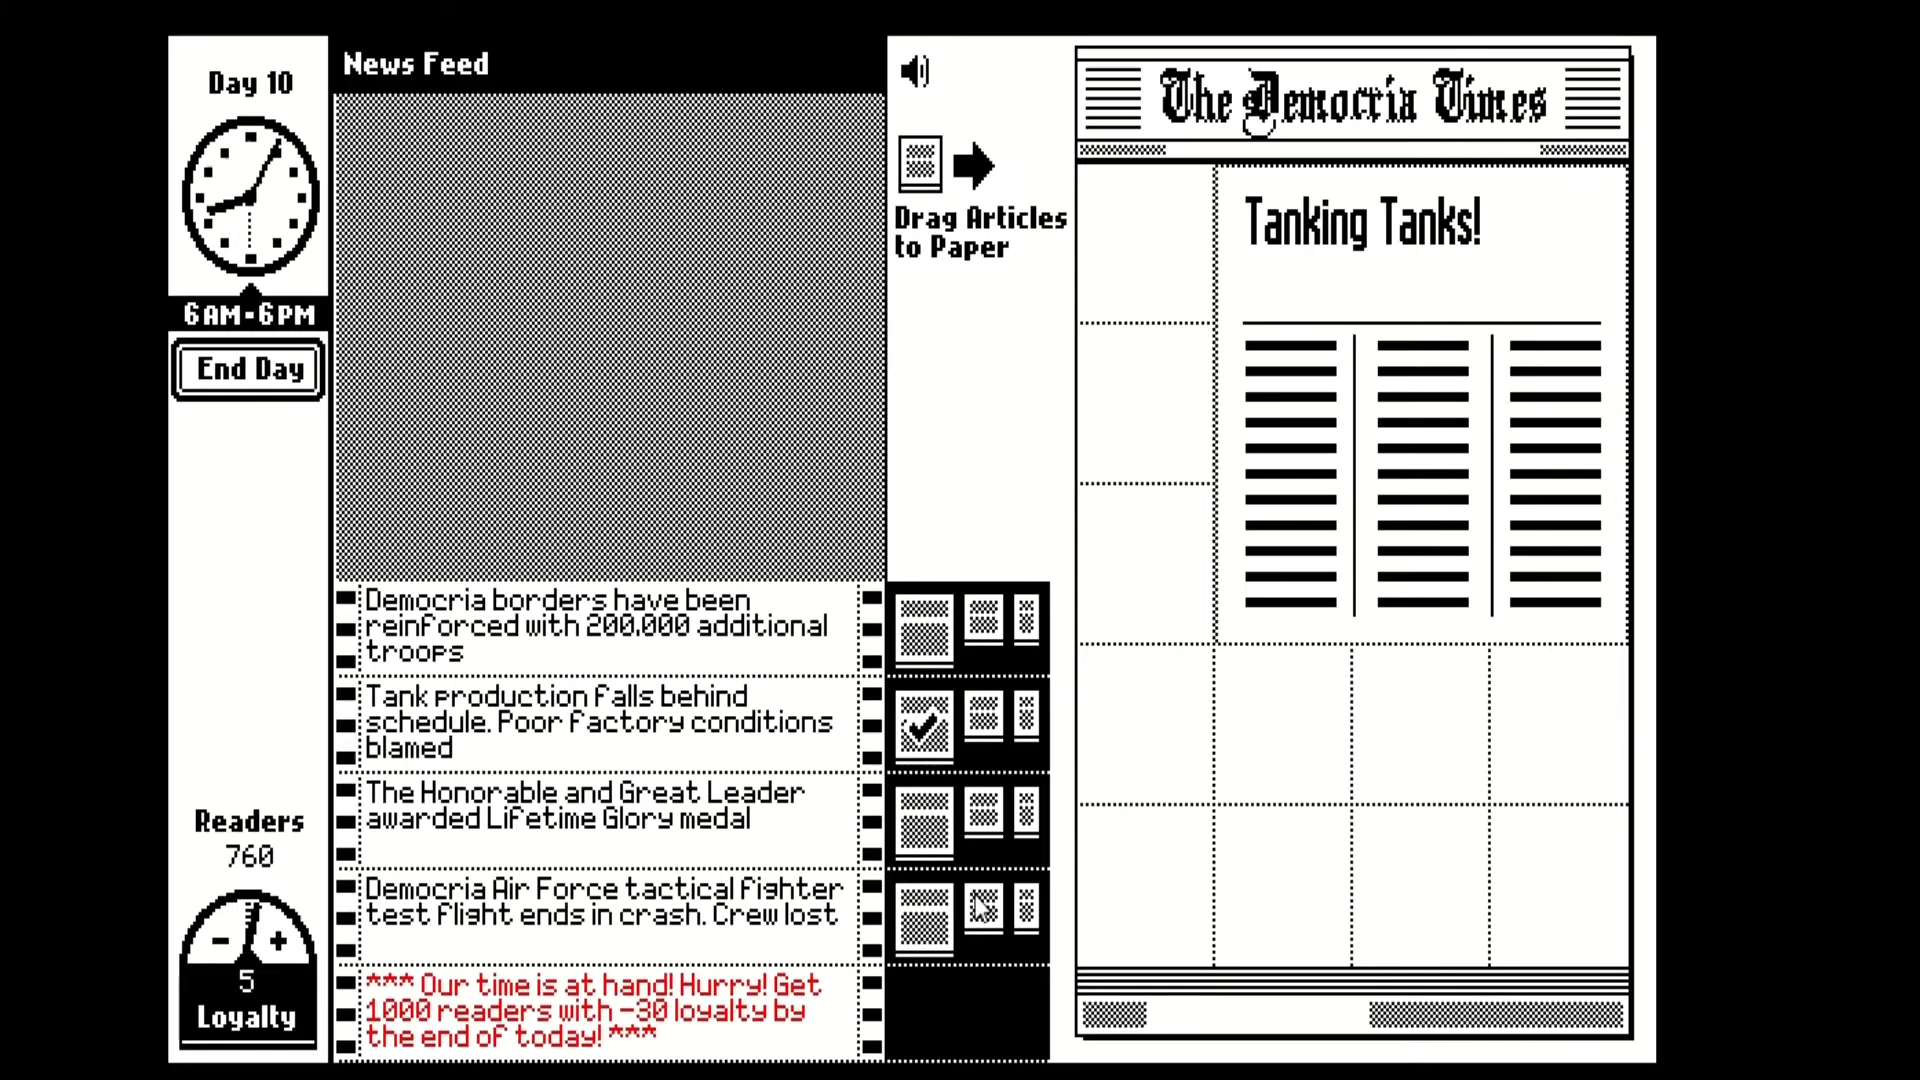 Day 10
6AM-6PM
End Day
Readers
760
- +
5
Loyalty
News Feed
Democria borders have been
reinforced with 200.000 additional
troops
Tank production falls behind
schedule. Poor factory conditions
blamed
The Honorable and Great Leader
awarded Lifetime Glory medal
Democria Air Force tactical fighter
test flight ends in crash. Crew lost
*** Our time is at hand! Hurry! Get
1000 readers with -30 loyalty by
the end of today! ***
Drag Articles
to Paper
The Democria Times
Tanking Tanks!